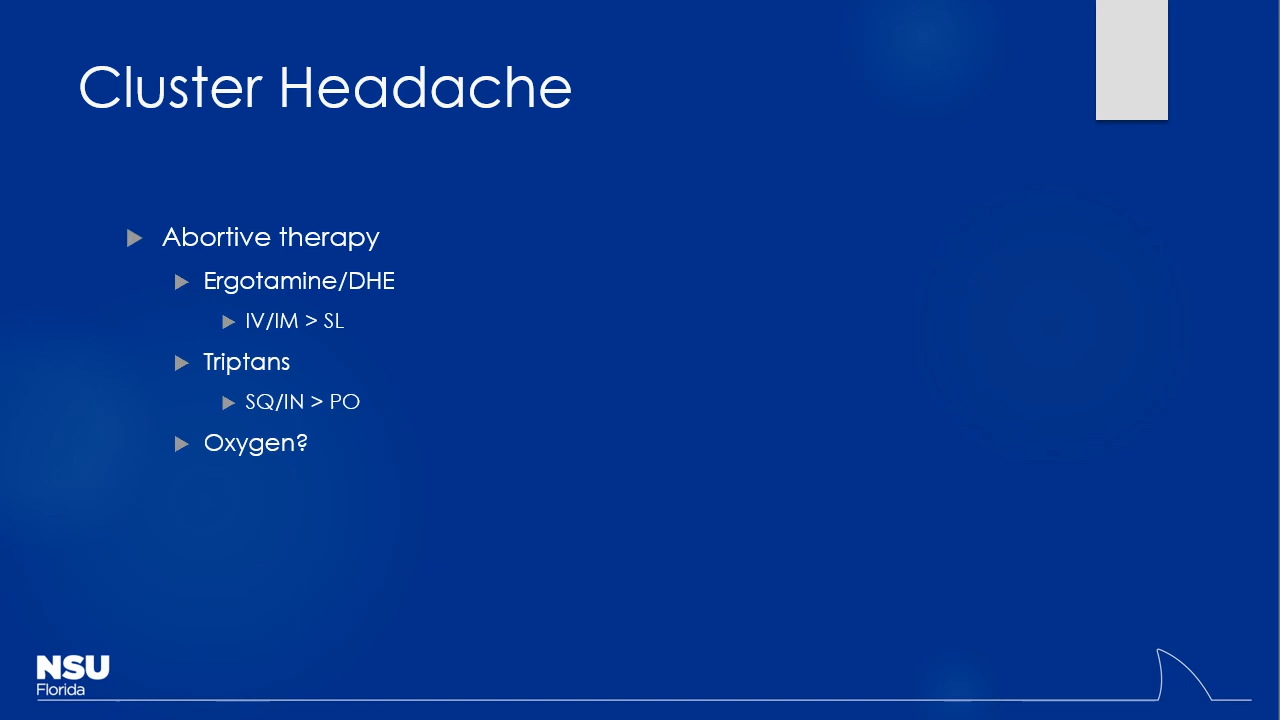 Cluster Headache
Abortive therapy
Ergotamine/DHE
IV/IM > SL
Triptans
SQ/IN > PO
Oxygen?
NSU
Florida